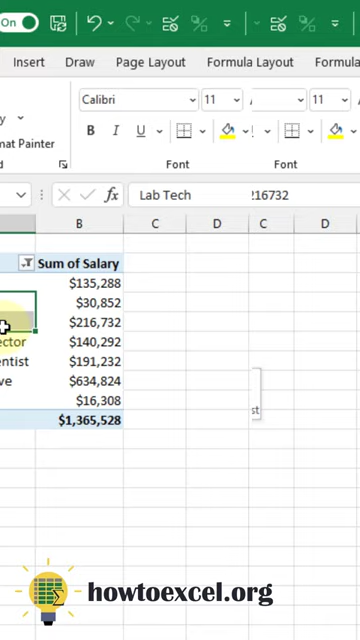 On
Insert Draw Page Layout Formula Layout Formula
Calibri 11 11
mat Painter
B I U B I U
Font Font
fx Lab Tech 216732
B C D C D
Sum of Salary
$135,288
$30,852
$216,732
ector $140,292
entist $191,232
ve $634,824
$16,308
st
$1,365,528
howtoexcel.org